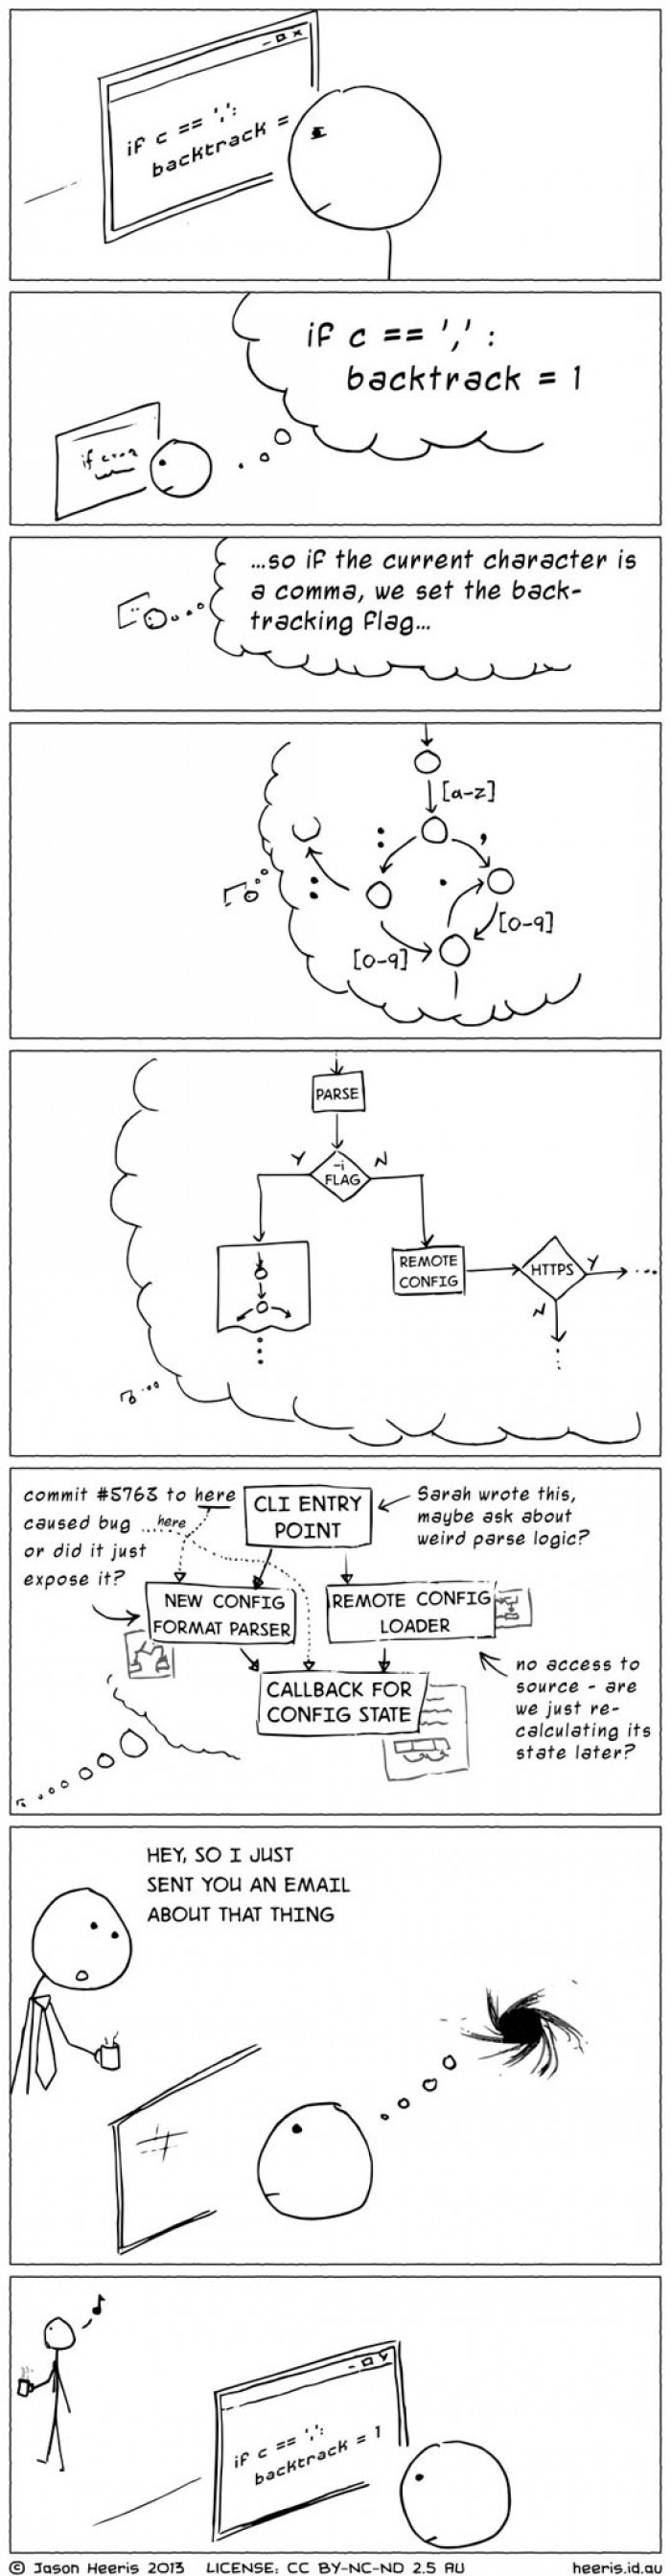 if c == ',':
backtrack =
if c == ',' :
backtrack = 1
if c==
...so if the current character is
a comma, we set the back-
tracking flag...
[a-z]
:
,
:
.
[0-9]
[0-9]
PARSE
Y
-i
FLAG
N
REMOTE
CONFIG
HTTPS
Y
...
N
commit #5763 to here
caused bug
or did it just
expose it?
here
CLI ENTRY
POINT
Sarah wrote this,
maybe ask about
weird parse logic?
NEW CONFIG
FORMAT PARSER
REMOTE CONFIG
LOADER
CALLBACK FOR
CONFIG STATE
no access to
source - are
we just re-
calculating its
state later?
HEY, SO I JUST
SENT YOU AN EMAIL
ABOUT THAT THING
if c == ',':
backtrack = 1
© Jason Heeris 2013 LICENSE: CC BY-NC-ND 2.5 AU heeris.id.au